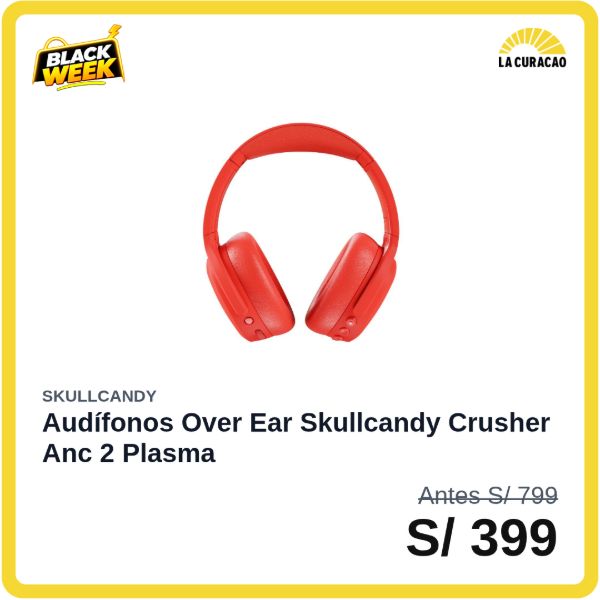 BLACK
WEEK
LA CURACAO
SKULLCANDY
Audífonos Over Ear Skullcandy Crusher
Anc 2 Plasma
Antes S/ 799
S/ 399